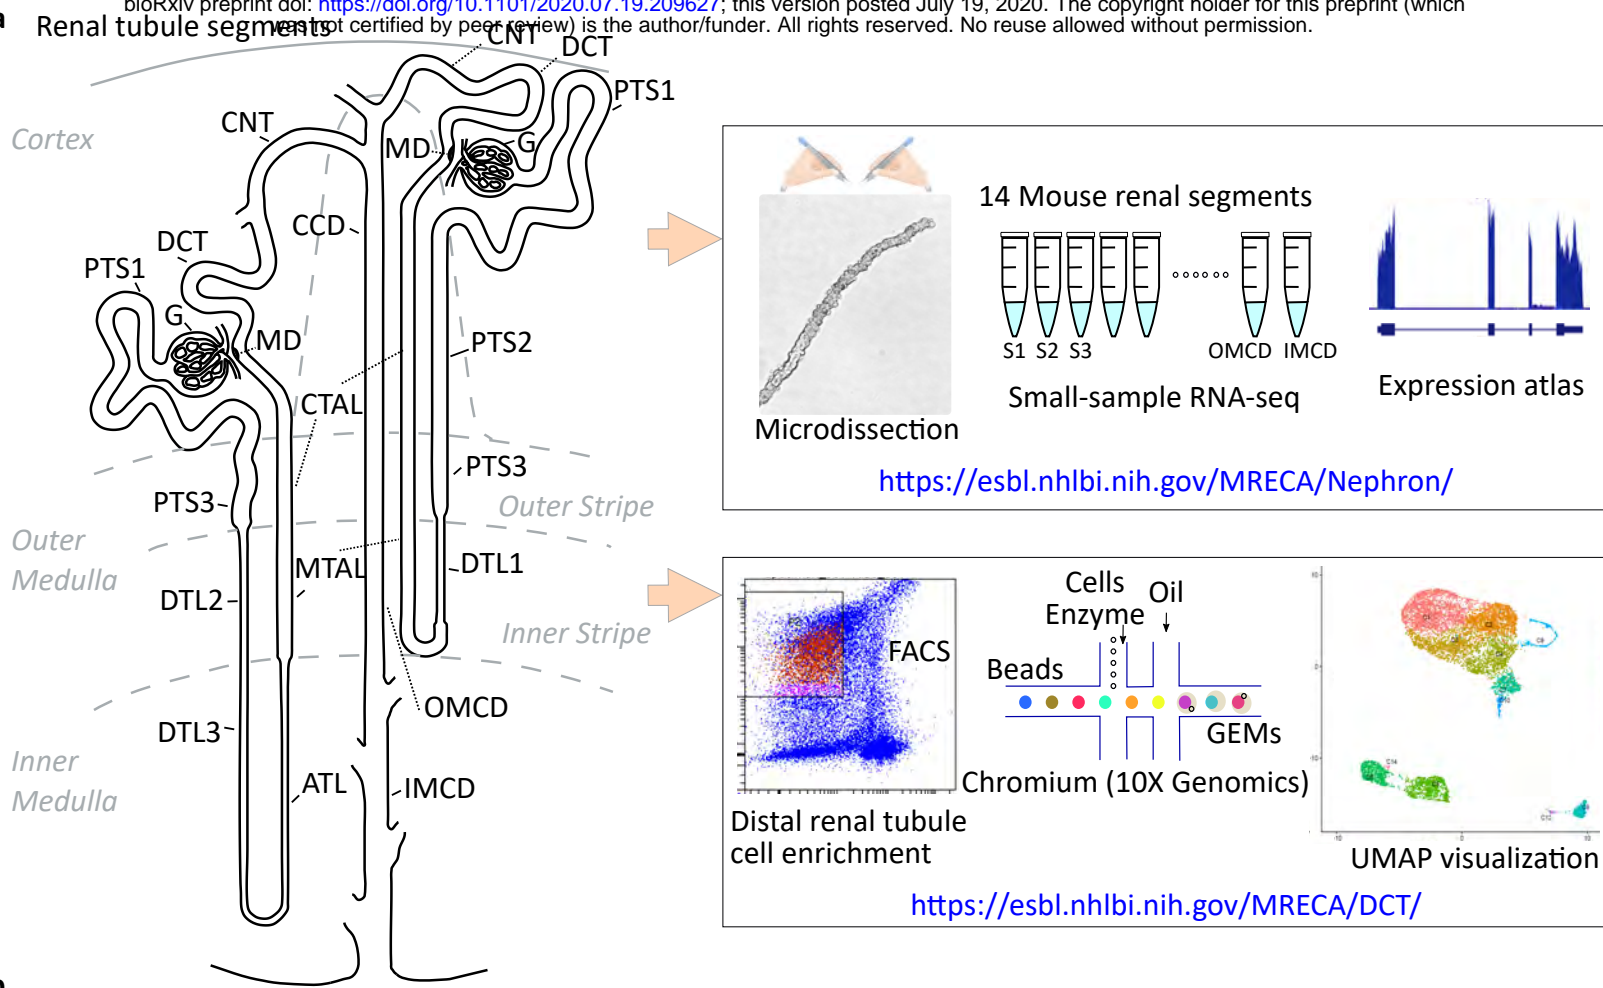 bioRxiv preprint doi: https://doi.org/10.1101/2020.07.19.209627; this version posted July 19, 2020. The copyright holder for this preprint (which
was not certified by peer review) is the author/funder. All rights reserved. No reuse allowed without permission.
a
Renal tubule segments
CNT
DCT
PTS1
Cortex
CNT
MD
G
CCD
DCT
PTS1
G
MD
PTS2
CTAL
PTS3
PTS3
Outer Stripe
Outer
Medulla
MTAL
DTL1
DTL2
Inner Stripe
OMCD
DTL3
Inner
Medulla
ATL
IMCD
14 Mouse renal segments
S1 S2 S3
OMCD IMCD
Microdissection
Small-sample RNA-seq
Expression atlas
https://esbl.nhlbi.nih.gov/MRECA/Nephron/
FACS
Distal renal tubule
cell enrichment
Cells
Enzyme
Oil
Beads
GEMs
Chromium (10X Genomics)
UMAP visualization
https://esbl.nhlbi.nih.gov/MRECA/DCT/